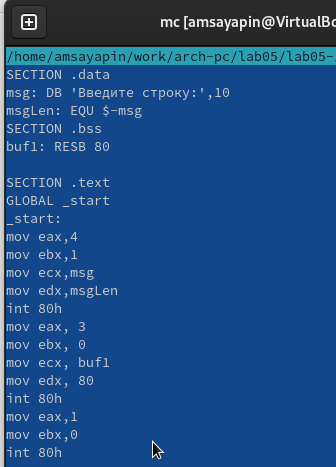 mc [amsayapin@VirtualBo
/home/amsayapin/work/arch-pc/lab05/lab05-
SECTION .data
msg: DB 'Введите строку:',10
msgLen: EQU $-msg
SECTION .bss
buf1: RESB 80
SECTION .text
GLOBAL _start
_start:
mov eax,4
mov ebx,1
mov ecx,msg
mov edx,msgLen
int 80h
mov eax, 3
mov ebx, 0
mov ecx, buf1
mov edx, 80
int 80h
mov eax,1
mov ebx,0
int 80h